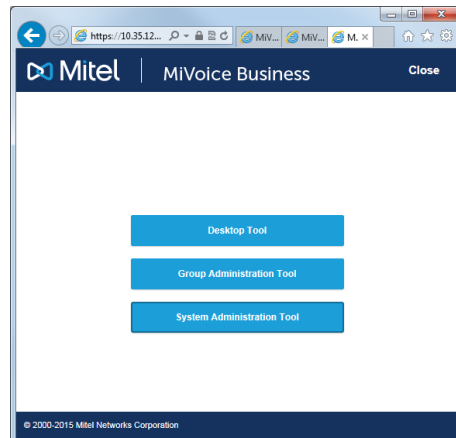 https://10.35.12... MiV... MiV... M.
Mitel | MiVoice Business Close
Desktop Tool
Group Administration Tool
System Administration Tool
© 2000-2015 Mitel Networks Corporation